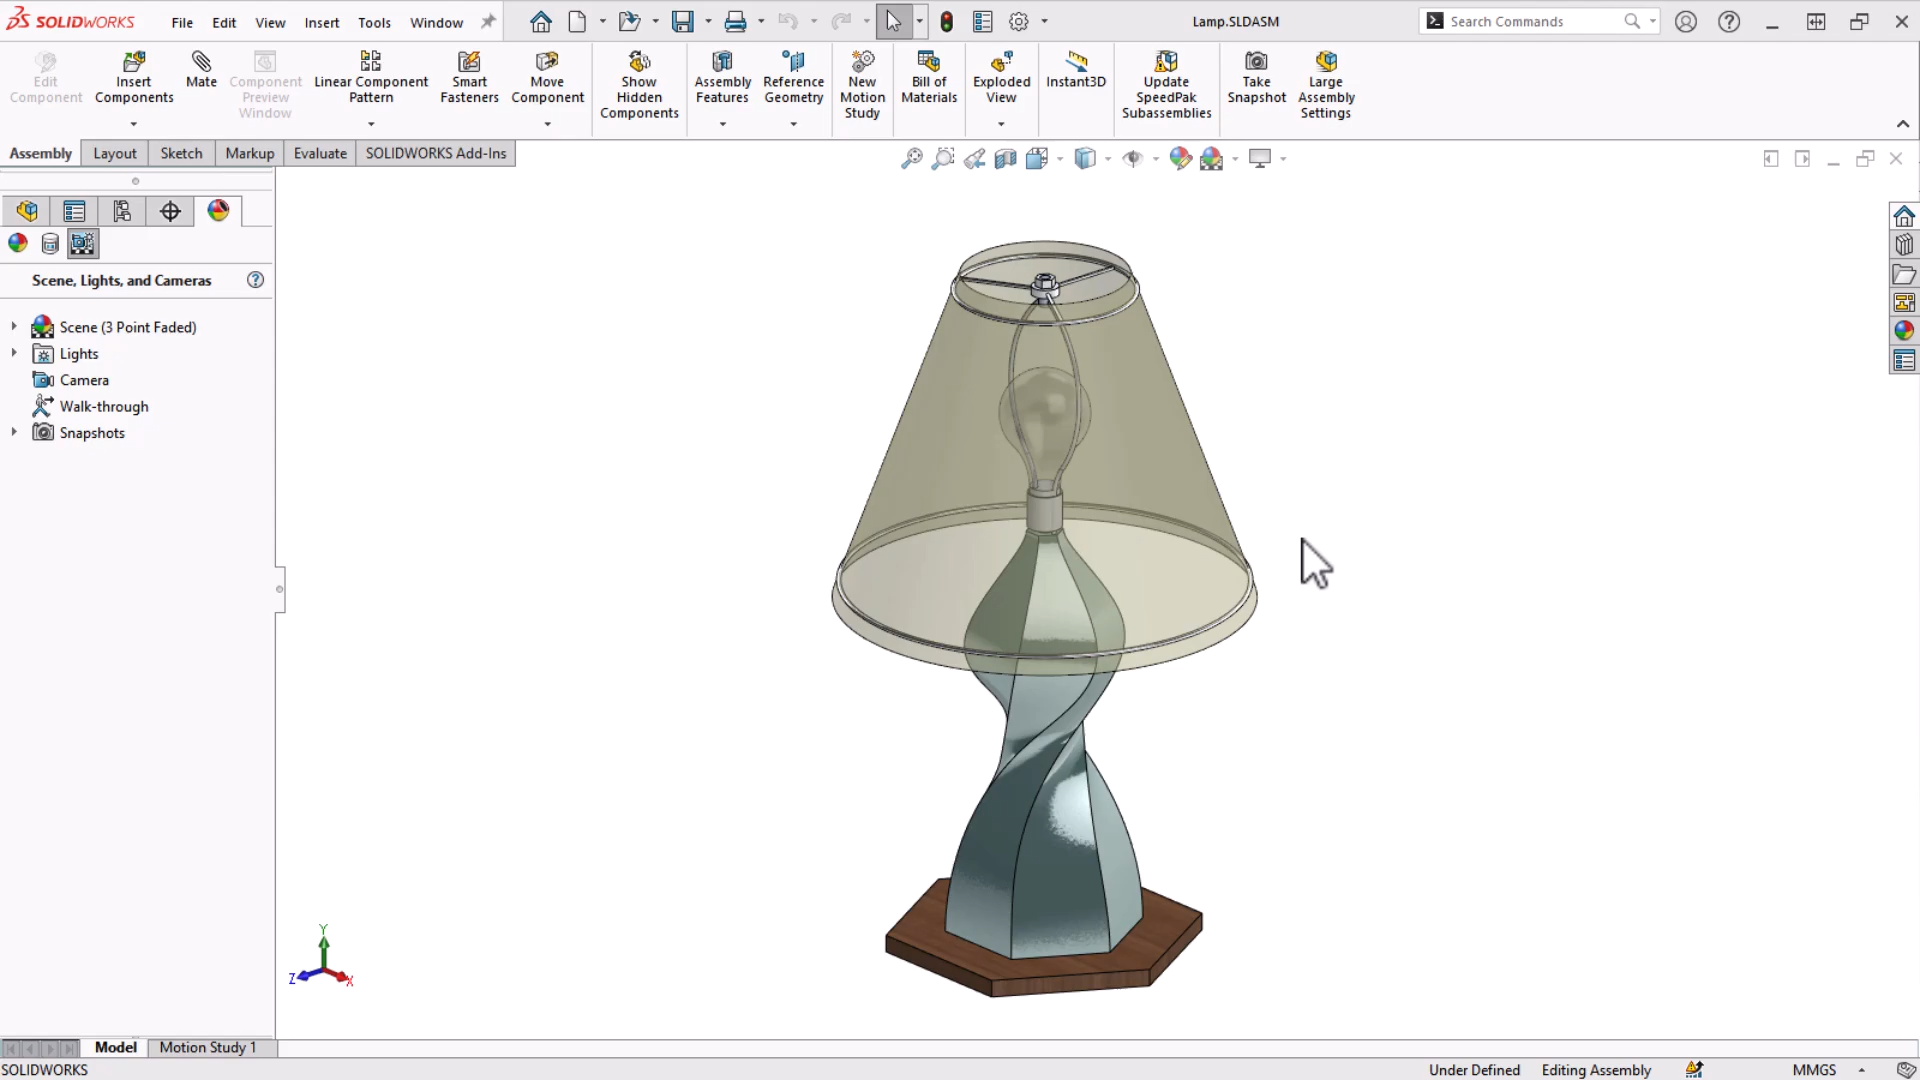 SOLIDWORKS File Edit View Insert Tools Window Lamp.SLDASM Search Commands
Edit Component
Insert Components
Mate
Component Preview Window
Linear Component Pattern
Smart Fasteners
Move Component
Show Hidden Components
Assembly Features
Reference Geometry
New Motion Study
Bill of Materials
Exploded View
Instant3D
Update SpeedPak Subassemblies
Take Snapshot
Large Assembly Settings
Assembly Layout Sketch Markup Evaluate SOLIDWORKS Add-Ins
Scene, Lights, and Cameras
Scene (3 Point Faded)
Lights
Camera
Walk-through
Snapshots
Y
Z X
Model Motion Study 1
SOLIDWORKS Under Defined Editing Assembly MMGS